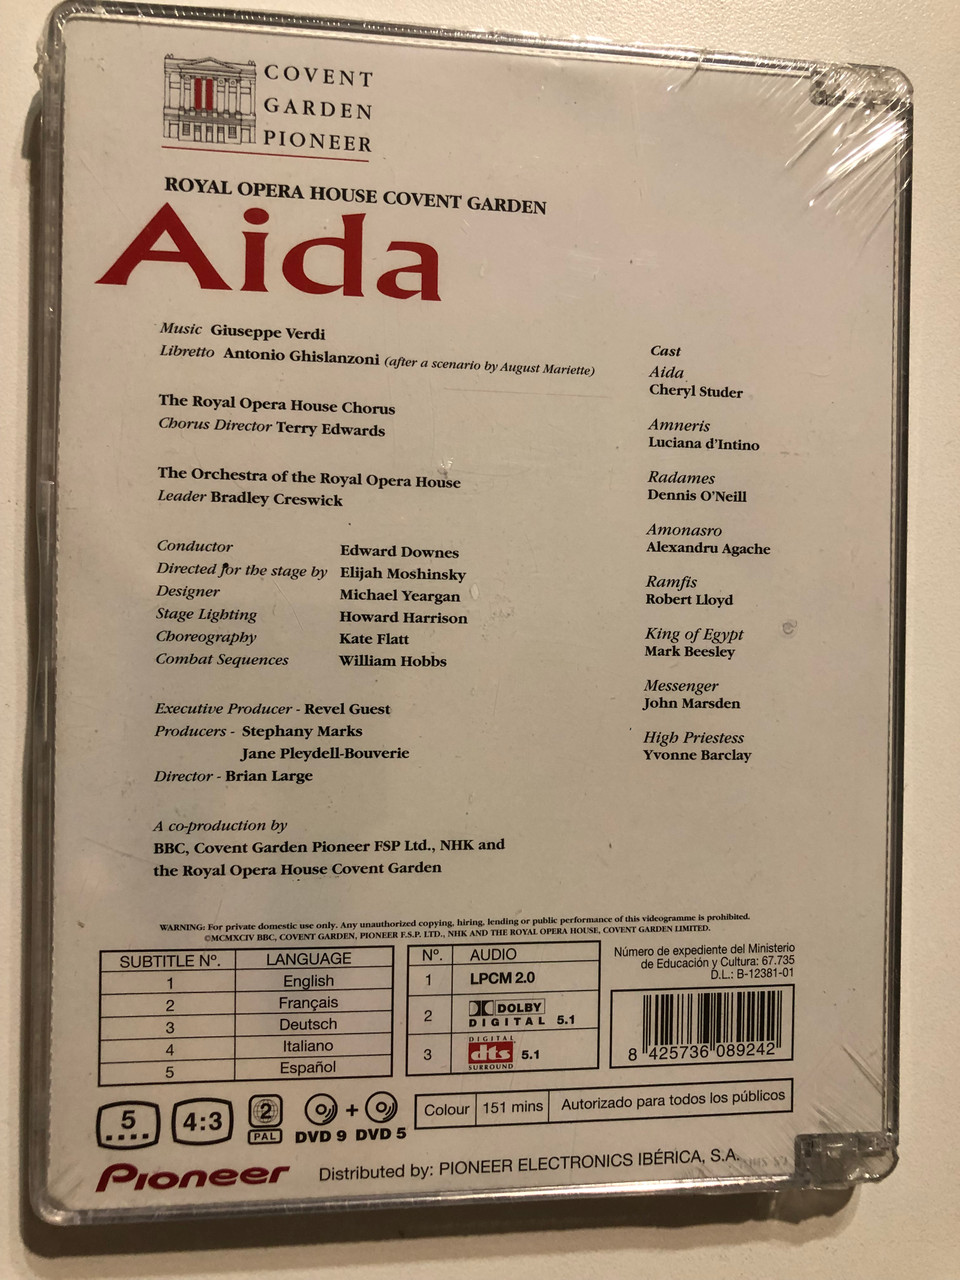 COVENT
GARDEN
PIONEER
ROYAL OPERA HOUSE COVENT GARDEN
Aida
Music Giuseppe Verdi
Libretto Antonio Ghislanzoni (after a scenario by August Mariette)
The Royal Opera House Chorus
Chorus Director Terry Edwards
The Orchestra of the Royal Opera House
Leader Bradley Creswick
Conductor Edward Downes
Directed for the stage by Elijah Moshinsky
Designer Michael Yeargan
Stage Lighting Howard Harrison
Choreography Kate Flatt
Combat Sequences William Hobbs
Executive Producer - Revel Guest
Producers - Stephany Marks
Jane Pleydell-Bouverie
Director - Brian Large
A co-production by
BBC, Covent Garden Pioneer FSP Ltd., NHK and
the Royal Opera House Covent Garden
Cast
Aida
Cheryl Studer
Amneris
Luciana d'Intino
Radames
Dennis O'Neill
Amonasro
Alexandru Agache
Ramfis
Robert Lloyd
King of Egypt
Mark Beesley
Messenger
John Marsden
High Priestess
Yvonne Barclay
WARNING: For private domestic use only. Any unauthorized copying, hiring, lending or public performance of this videogramme is prohibited.
©MCMXCIV BBC, COVENT GARDEN, PIONEER F.S.P. LTD., NHK AND THE ROYAL OPERA HOUSE, COVENT GARDEN LIMITED.
SUBTITLE Nº. LANGUAGE
1 English
2 Français
3 Deutsch
4 Italiano
5 Español
Nº. AUDIO
1 LPCM 2.0
2 DOLBY DIGITAL 5.1
3 DIGITAL dts SURROUND 5.1
Número de expediente del Ministerio
de Educación y Cultura: 67.735
D.L.: B-12381-01
8 425736 089242
5 4:3 2 PAL DVD 9 + DVD 5
Colour 151 mins Autorizado para todos los públicos
Pioneer Distributed by: PIONEER ELECTRONICS IBÉRICA, S.A.